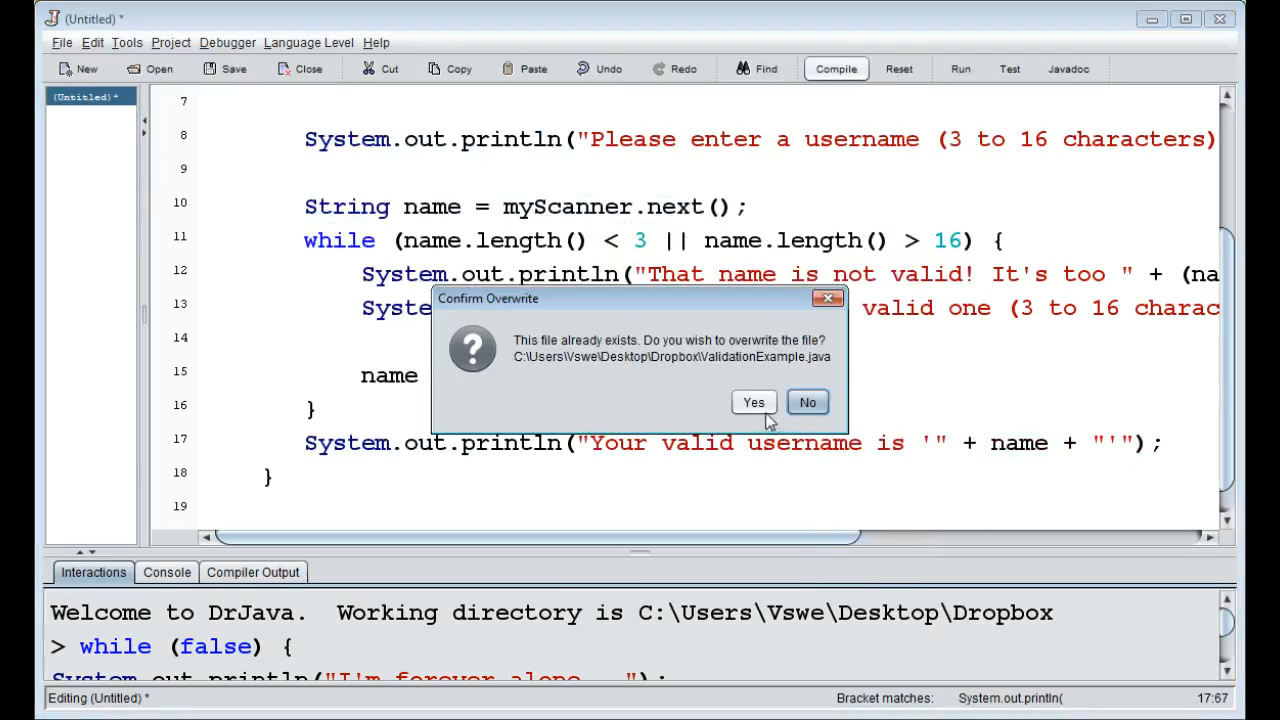 (Untitled) *
File Edit Tools Project Debugger Language Level Help
New Open Save Close Cut Copy Paste Undo Redo Find Compile Reset Run Test Javadoc
(Untitled) *
7
8 System.out.println("Please enter a username (3 to 16 characters)
9
10 String name = myScanner.next();
11 while (name.length() < 3 || name.length() > 16) {
12 System.out.println("That name is not valid! It's too " + (na
13 Syste valid one (3 to 16 charac
14
15 name
16 }
17 System.out.println("Your valid username is '" + name + "'");
18 }
19
Confirm Overwrite
This file already exists. Do you wish to overwrite the file?
C:\Users\Vswe\Desktop\Dropbox\ValidationExample.java
Yes No
Interactions Console Compiler Output
Welcome to DrJava. Working directory is C:\Users\Vswe\Desktop\Dropbox
> while (false) {
System.out.println("I'm forever alone...");
Editing (Untitled) * Bracket matches: System.out.println( 17:67